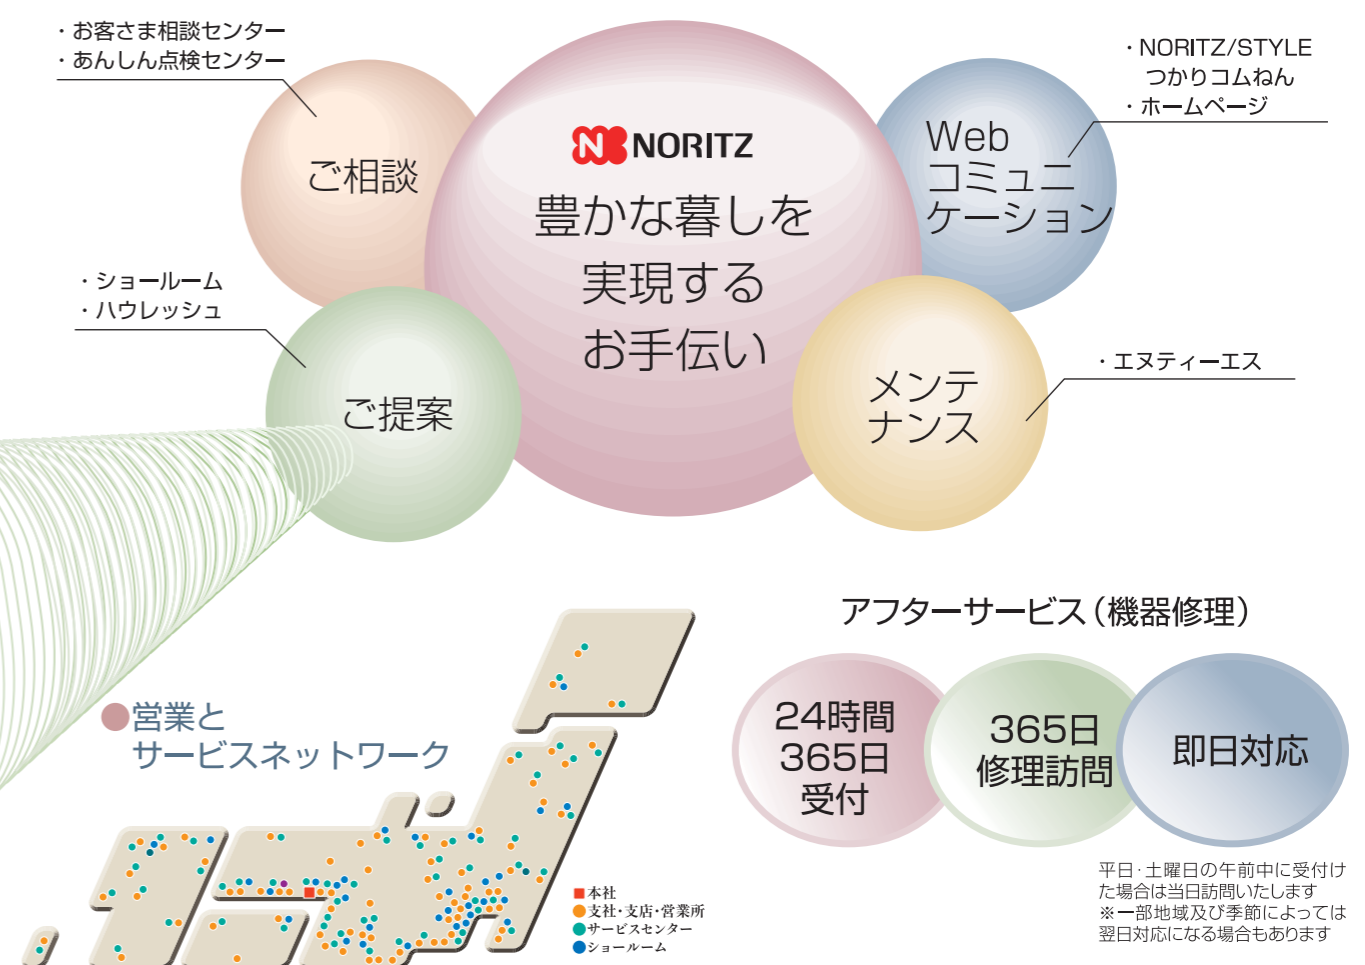 ・お客さま相談センター
・あんしん点検センター
ご相談
・ショールーム
・ハウレッシュ
ご提案
N NORITZ
豊かな暮しを
実現する
お手伝い
Web
コミュニ
ケーション
・NORITZ/STYLE
つかりコムねん
・ホームページ
メンテ
ナンス
・エヌティーエス
●営業と
サービスネットワーク
■本社
●支社・支店・営業所
●サービスセンター
●ショールーム
アフターサービス（機器修理）
24時間
365日
受付
365日
修理訪問
即日対応
平日・土曜日の午前中に受付け
た場合は当日訪問いたします
※一部地域及び季節によっては
翌日対応になる場合もあります